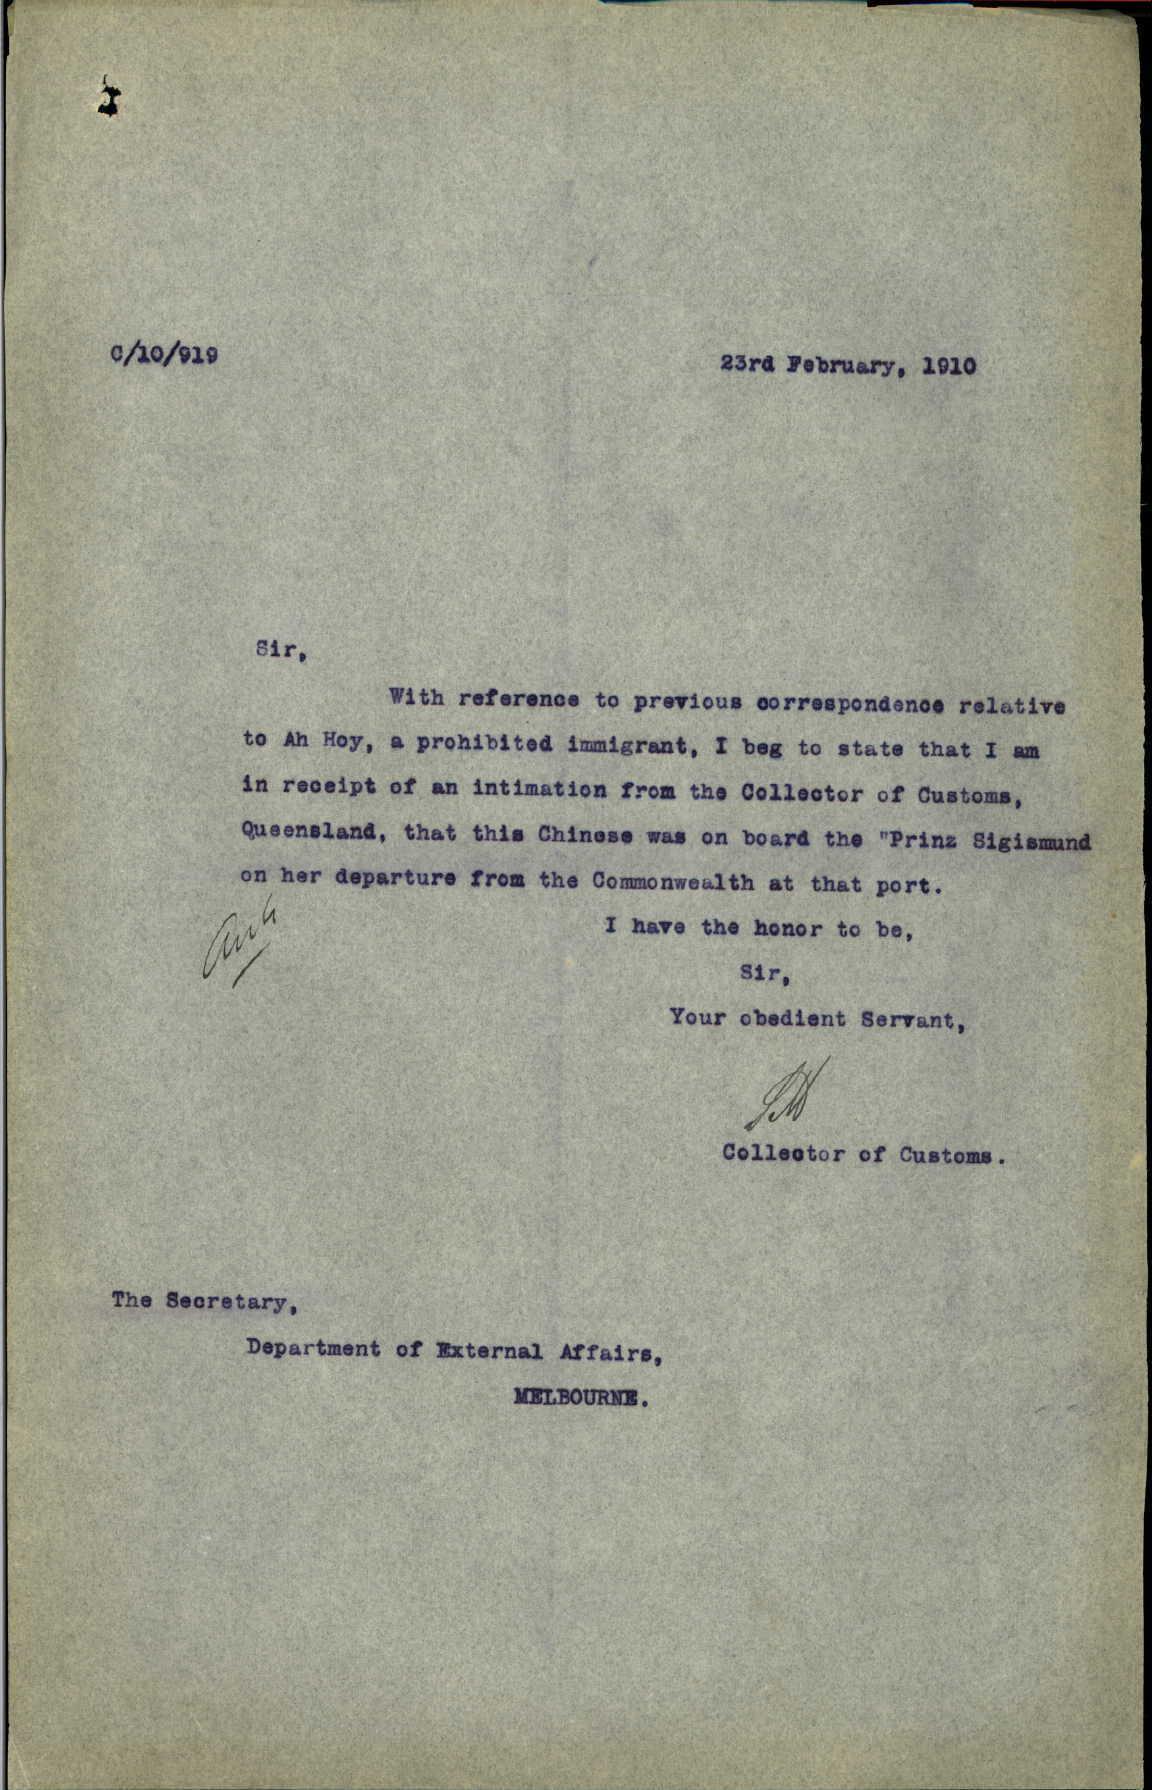 C/10/919
23rd February, 1910
Sir,
With reference to previous correspondence relative
to Ah Hoy, a prohibited immigrant, I beg to state that I am
in receipt of an intimation from the Collector of Customs,
Queensland, that this Chinese was on board the "Prinz Sigismund
on her departure from the Commonwealth at that port.
I have the honor to be,
Sir,
Your obedient Servant,
Collector of Customs.
The Secretary,
Department of External Affairs,
MELBOURNE.